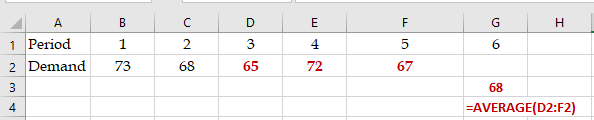 A B C D E F G H
1 Period 1 2 3 4 5 6
2 Demand 73 68 65 72 67
3 68
4 =AVERAGE(D2:F2)